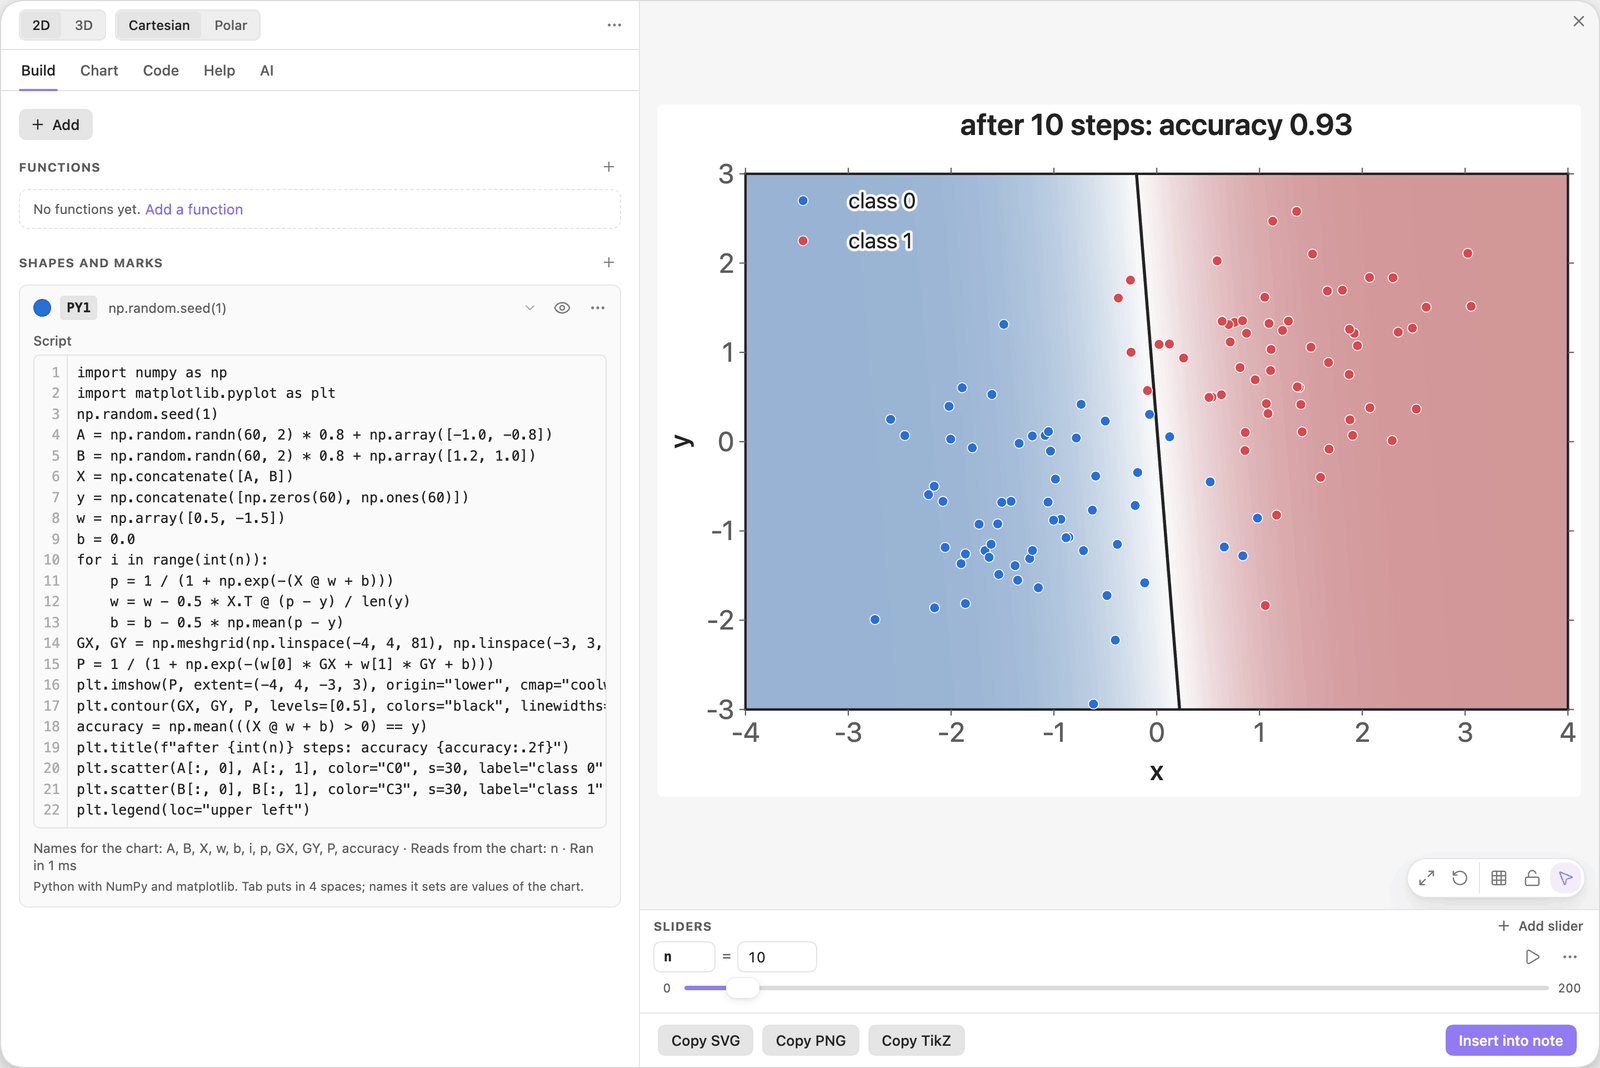 2D 3D Cartesian Polar
Build Chart Code Help AI
Add
FUNCTIONS
No functions yet. Add a function
SHAPES AND MARKS
PY1 np.random.seed(1)
Script
1 import numpy as np
2 import matplotlib.pyplot as plt
3 np.random.seed(1)
4 A = np.random.randn(60, 2) * 0.8 + np.array([-1.0, -0.8])
5 B = np.random.randn(60, 2) * 0.8 + np.array([1.2, 1.0])
6 X = np.concatenate([A, B])
7 y = np.concatenate([np.zeros(60), np.ones(60)])
8 w = np.array([0.5, -1.5])
9 b = 0.0
10 for i in range(int(n)):
11     p = 1 / (1 + np.exp(-(X @ w + b)))
12     w = w - 0.5 * X.T @ (p - y) / len(y)
13     b = b - 0.5 * np.mean(p - y)
14 GX, GY = np.meshgrid(np.linspace(-4, 4, 81), np.linspace(-3, 3,
15 P = 1 / (1 + np.exp(-(w[0] * GX + w[1] * GY + b)))
16 plt.imshow(P, extent=(-4, 4, -3, 3), origin="lower", cmap="cool
17 plt.contour(GX, GY, P, levels=[0.5], colors="black", linewidths=
18 accuracy = np.mean(((X @ w + b) > 0) == y)
19 plt.title(f"after {int(n)} steps: accuracy {accuracy:.2f}")
20 plt.scatter(A[:, 0], A[:, 1], color="C0", s=30, label="class 0"
21 plt.scatter(B[:, 0], B[:, 1], color="C3", s=30, label="class 1"
22 plt.legend(loc="upper left")
Names for the chart: A, B, X, w, b, i, p, GX, GY, P, accuracy · Reads from the chart: n · Ran
in 1 ms
Python with NumPy and matplotlib. Tab puts in 4 spaces; names it sets are values of the chart.
after 10 steps: accuracy 0.93
class 0
class 1
3
2
1
0
-1
-2
-3
y
-4 -3 -2 -1 0 1 2 3 4
x
SLIDERS
Add slider
n = 10
0 200
Copy SVG Copy PNG Copy TikZ Insert into note